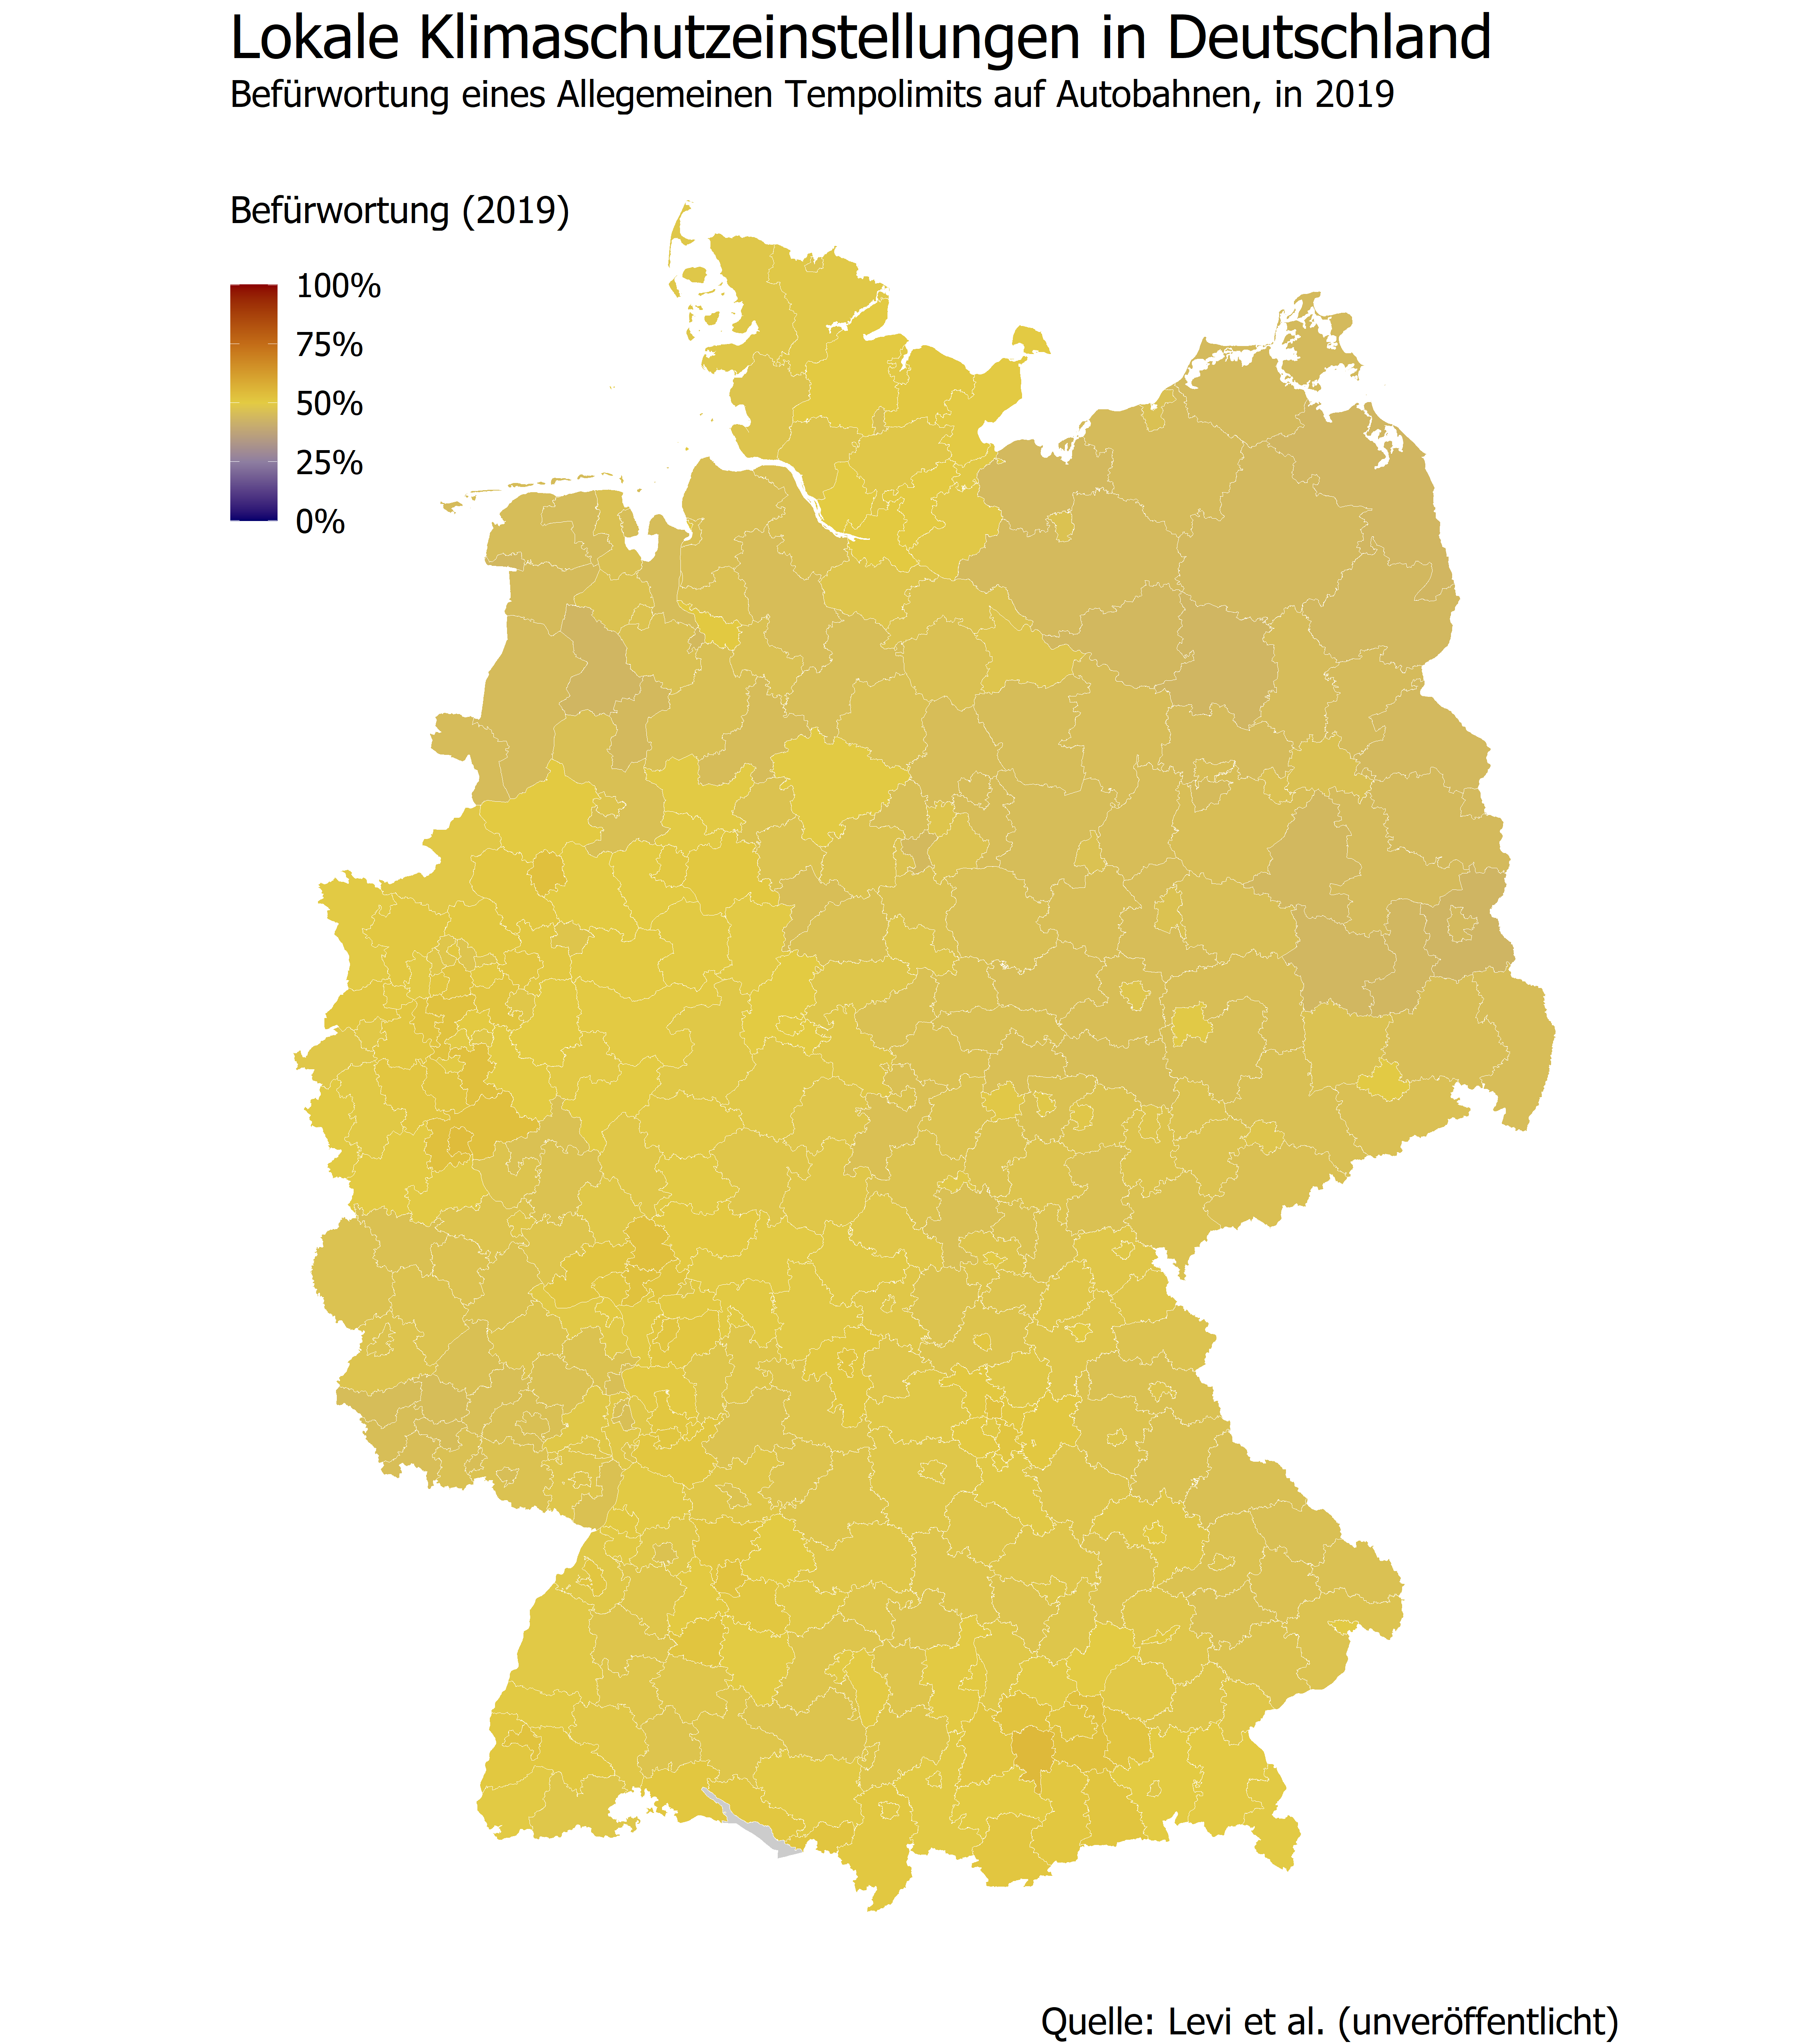 Lokale Klimaschutzeinstellungen in Deutschland
Befürwortung eines Allegemeinen Tempolimits auf Autobahnen, in 2019
Befürwortung (2019)
100%
75%
50%
25%
0%
Quelle: Levi et al. (unveröffentlicht)